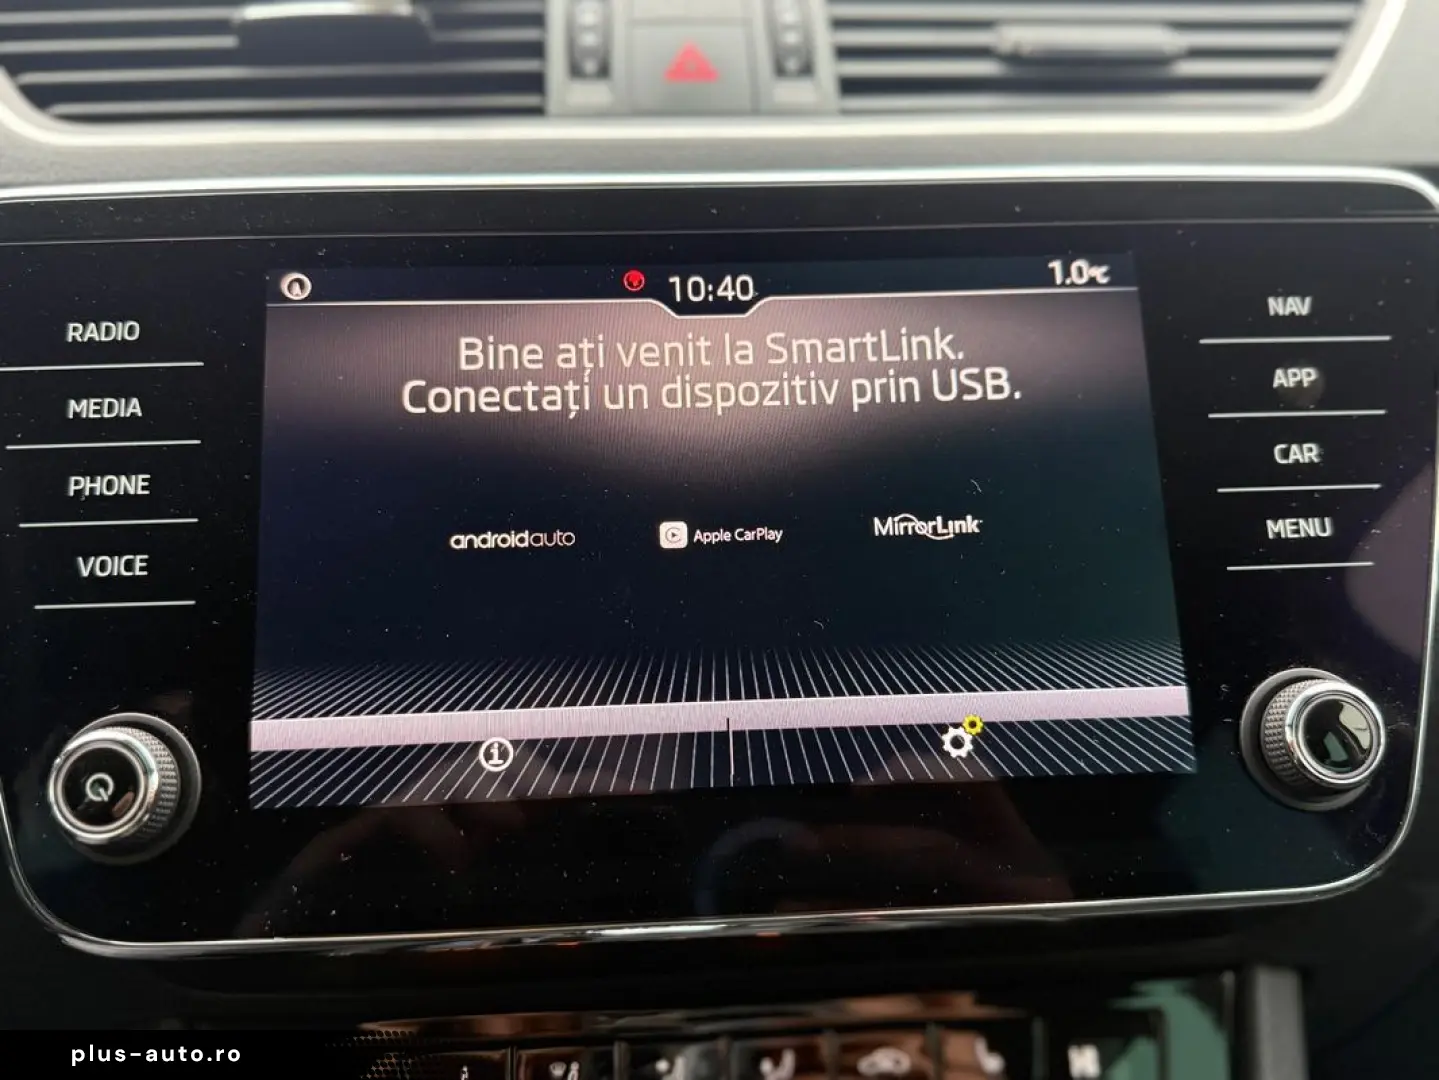 10:40
1.0°C
Bine ați venit la SmartLink.
Conectați un dispozitiv prin USB.
androidauto
Apple CarPlay
MirrorLink
RADIO
MEDIA
PHONE
VOICE
NAV
APP
CAR
MENU
plus-auto.ro